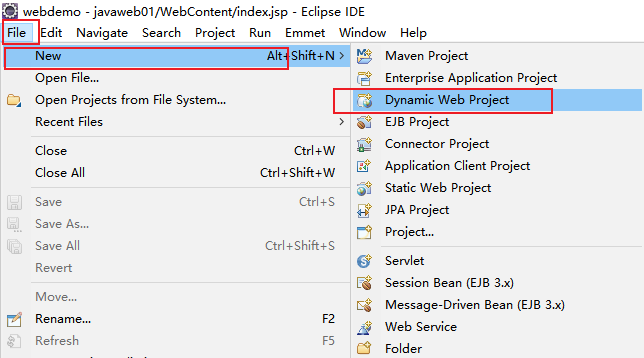 webdemo - javaweb01/WebContent/index.jsp - Eclipse IDE
File Edit Navigate Search Project Run Emmet Window Help
New Alt+Shift+N >
Open File...
Open Projects from File System...
Recent Files >
Close Ctrl+W
Close All Ctrl+Shift+W
Save Ctrl+S
Save As...
Save All Ctrl+Shift+S
Revert
Move...
Rename... F2
Refresh F5
Maven Project
Enterprise Application Project
Dynamic Web Project
EJB Project
Connector Project
Application Client Project
Static Web Project
JPA Project
Project...
Servlet
Session Bean (EJB 3.x)
Message-Driven Bean (EJB 3.x)
Web Service
Folder